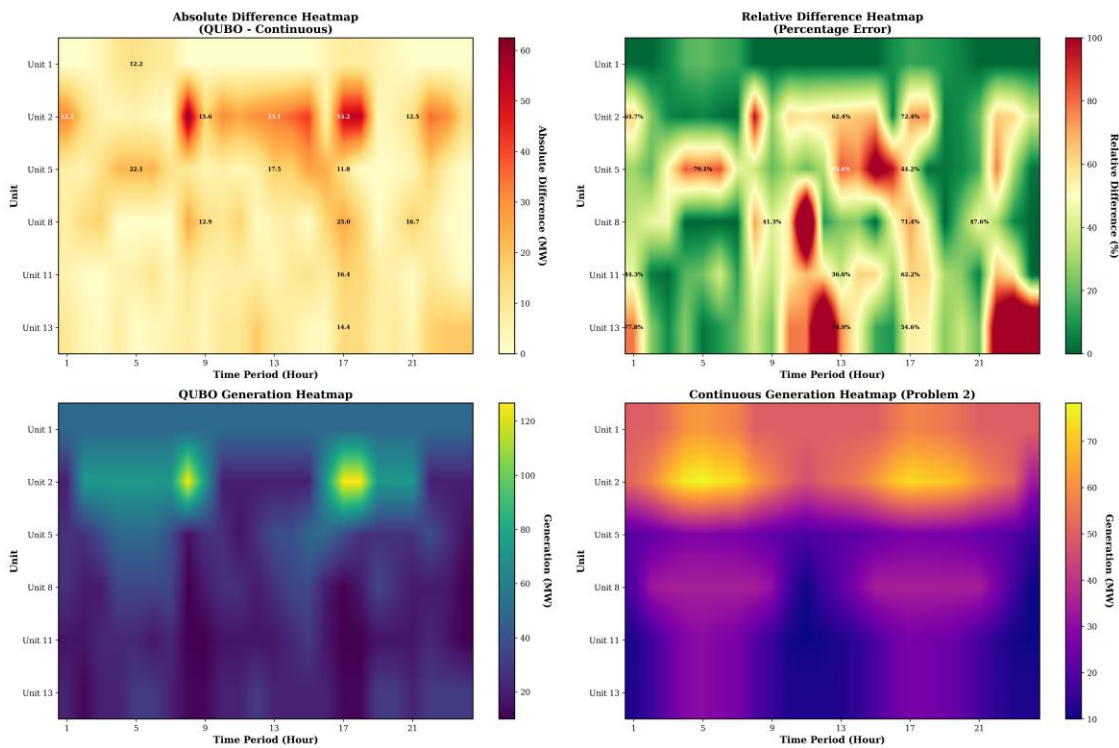 Absolute Difference Heatmap
(QUBO - Continuous)
Unit 1
Unit 2
Unit 5
Unit 8
Unit 11
Unit 13
Unit
12.2
15.6
53.2
12.5
22.1
17.5
11.8
12.9
25.0
16.7
16.4
14.4
1
5
9
13
17
21
Time Period (Hour)
60
50
40
30
20
10
0
Absolute Difference (MW)
Relative Difference Heatmap
(Percentage Error)
Unit 1
Unit 2
Unit 5
Unit 8
Unit 11
Unit 13
Unit
62.4%
72.4%
79.1%
44.2%
41.3%
71.4%
47.6%
36.6%
62.2%
54.6%
1
5
9
13
17
21
Time Period (Hour)
100
80
60
40
20
0
Relative Difference (%)
QUBO Generation Heatmap
Unit 1
Unit 2
Unit 5
Unit 8
Unit 11
Unit 13
Unit
1
5
9
13
17
21
Time Period (Hour)
120
100
80
60
40
20
Generation (MW)
Continuous Generation Heatmap (Problem 2)
Unit 1
Unit 2
Unit 5
Unit 8
Unit 11
Unit 13
Unit
1
5
9
13
17
21
Time Period (Hour)
70
60
50
40
30
20
10
Generation (MW)